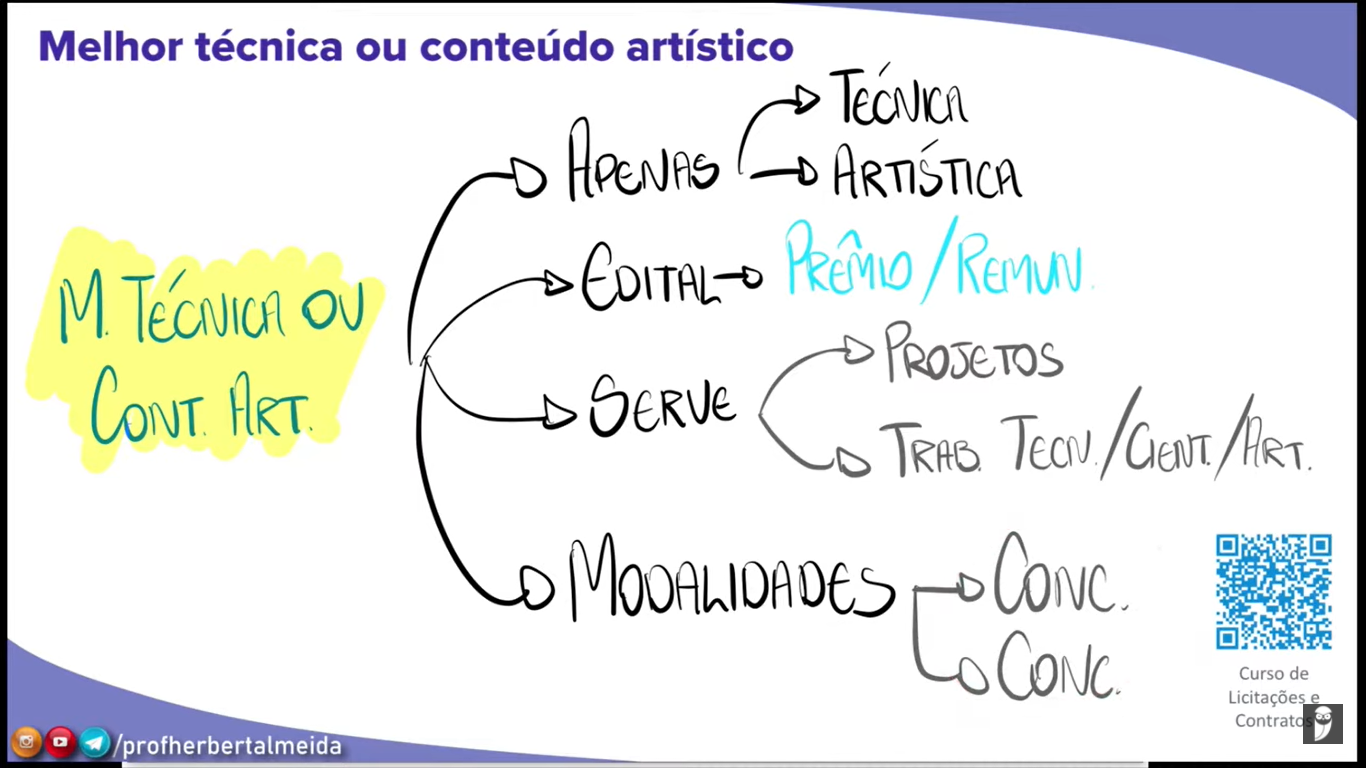 Melhor técnica ou conteúdo artístico
M. TÉCNICA OU
CONT. ART.
APENAS
TÉCNICA
ARTÍSTICA
EDITAL
PRÊMIO/REMUN.
SERVE
PROJETOS
TRAB. TECN./CIENT./ART.
MODALIDADES
CONC.
CONC.
Curso de
Licitações e
Contratos
/profherbertalmeida